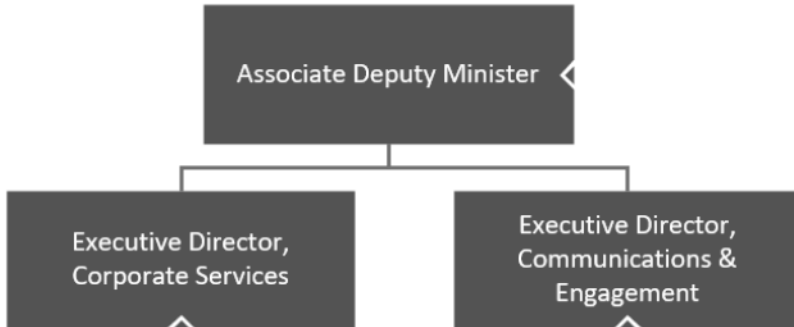 Associate Deputy Minister
Executive Director,
Corporate Services
Executive Director,
Communications &
Engagement